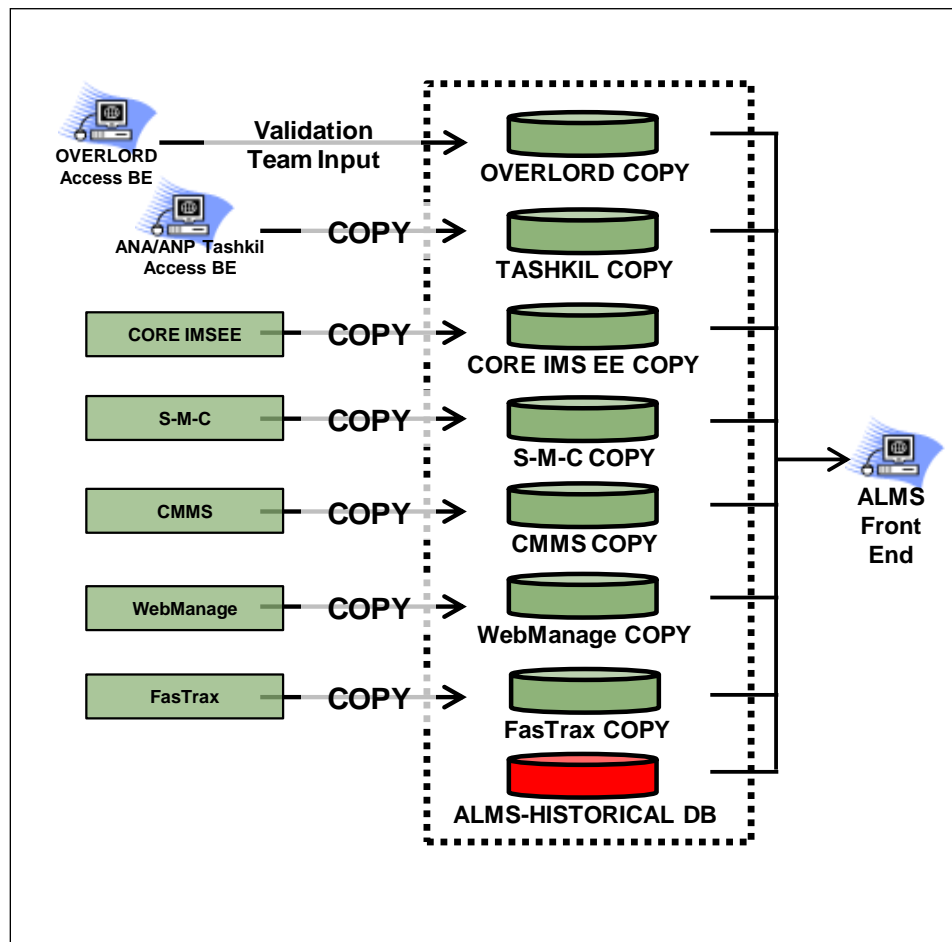 OVERLORD
Access BE
Validation
Team Input
OVERLORD COPY
ANA/ANP Tashkil
Access BE
COPY
TASHKIL COPY
CORE IMSEE
COPY
CORE IMS EE COPY
S-M-C
COPY
S-M-C COPY
CMMS
COPY
CMMS COPY
WebManage
COPY
WebManage COPY
FasTrax
COPY
FasTrax COPY
ALMS-HISTORICAL DB
ALMS
Front
End